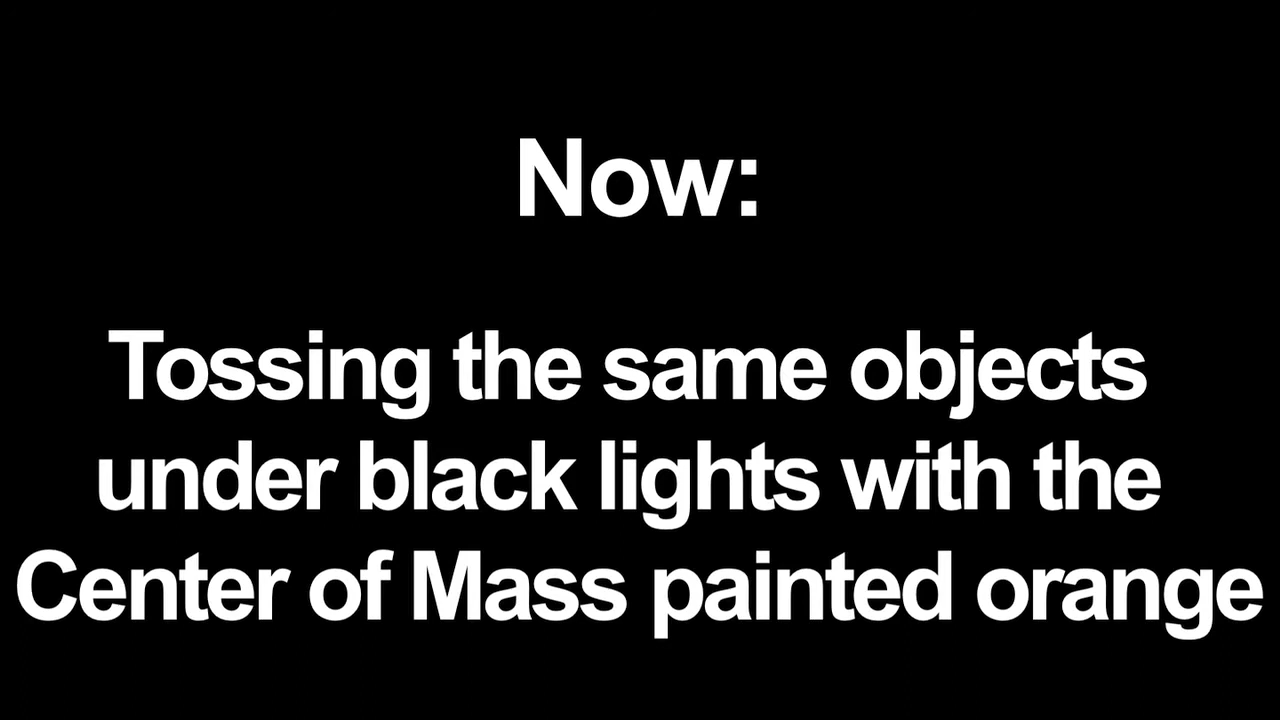 Now:
Tossing the same objects
under black lights with the
Center of Mass painted orange